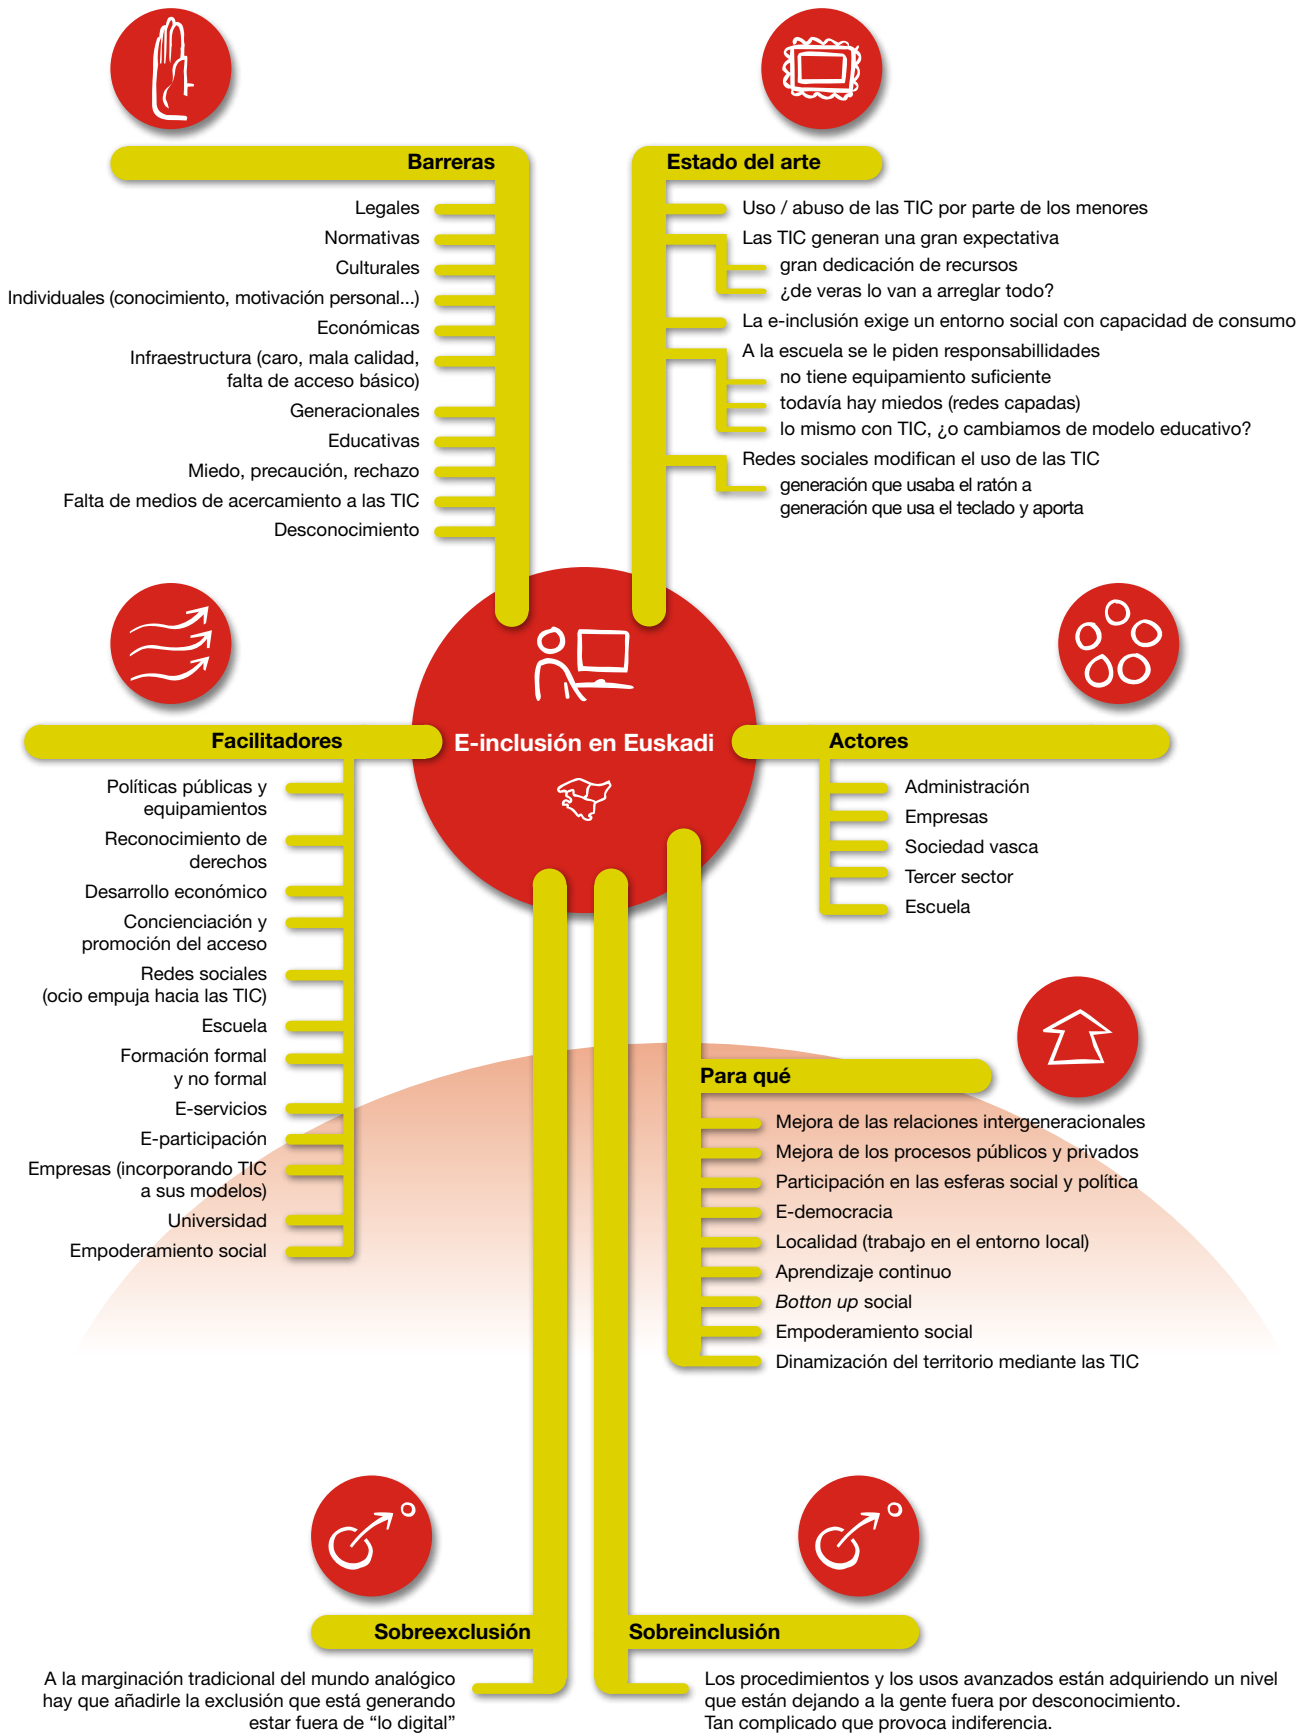 Barreras
Legales
Normativas
Culturales
Individuales (conocimiento, motivación personal...)
Económicas
Infraestructura (caro, mala calidad,
falta de acceso básico)
Generacionales
Educativas
Miedo, precaución, rechazo
Falta de medios de acercamiento a las TIC
Desconocimiento
Estado del arte
Uso / abuso de las TIC por parte de los menores
Las TIC generan una gran expectativa
gran dedicación de recursos
¿de veras lo van a arreglar todo?
La e-inclusión exige un entorno social con capacidad de consumo
A la escuela se le piden responsabillidades
no tiene equipamiento suficiente
todavía hay miedos (redes capadas)
lo mismo con TIC, ¿o cambiamos de modelo educativo?
Redes sociales modifican el uso de las TIC
generación que usaba el ratón a
generación que usa el teclado y aporta
E-inclusión en Euskadi
Facilitadores
Políticas públicas y
equipamientos
Reconocimiento de
derechos
Desarrollo económico
Concienciación y
promoción del acceso
Redes sociales
(ocio empuja hacia las TIC)
Escuela
Formación formal
y no formal
E-servicios
E-participación
Empresas (incorporando TIC
a sus modelos)
Universidad
Empoderamiento social
Actores
Administración
Empresas
Sociedad vasca
Tercer sector
Escuela
Para qué
Mejora de las relaciones intergeneracionales
Mejora de los procesos públicos y privados
Participación en las esferas social y política
E-democracia
Localidad (trabajo en el entorno local)
Aprendizaje continuo
Botton up social
Empoderamiento social
Dinamización del territorio mediante las TIC
Sobreexclusión
A la marginación tradicional del mundo analógico
hay que añadirle la exclusión que está generando
estar fuera de “lo digital”
Sobreinclusión
Los procedimientos y los usos avanzados están adquiriendo un nivel
que están dejando a la gente fuera por desconocimiento.
Tan complicado que provoca indiferencia.